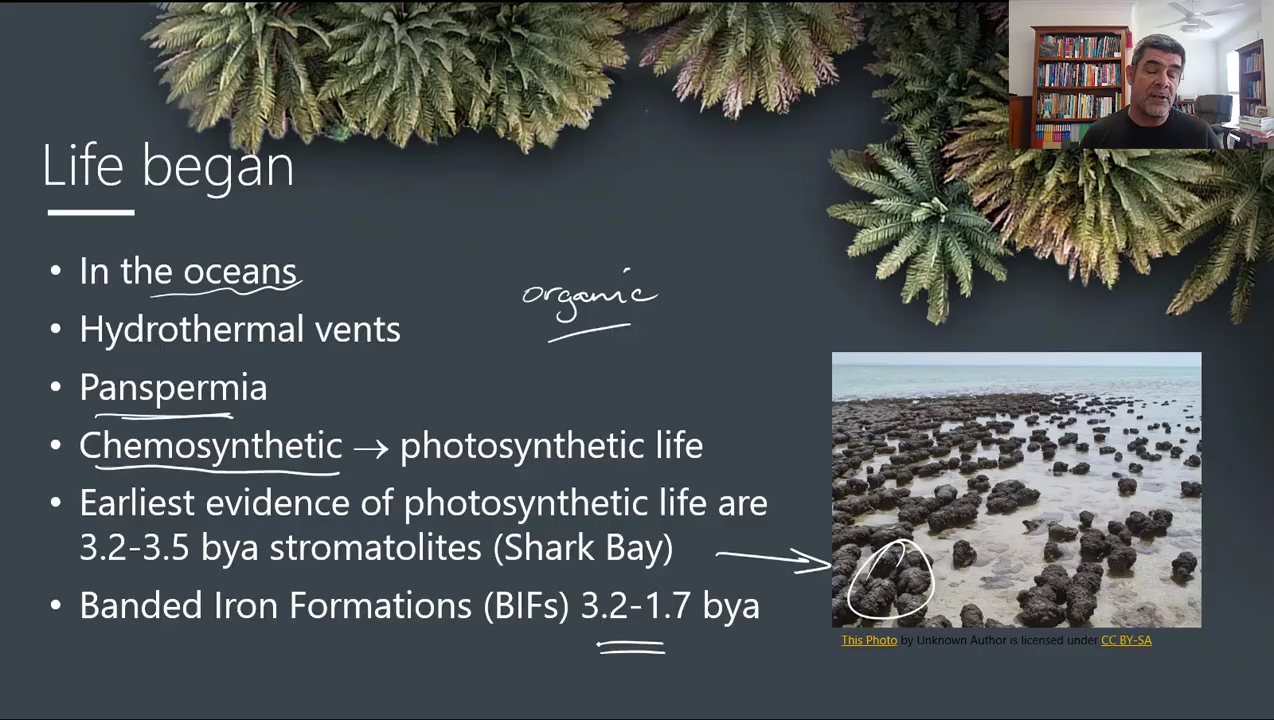 Life began
• In the oceans
organic
• Hydrothermal vents
• Panspermia
• Chemosynthetic → photosynthetic life
• Earliest evidence of photosynthetic life are
3.2-3.5 bya stromatolites (Shark Bay)
• Banded Iron Formations (BIFs) 3.2-1.7 bya
This Photo by Unknown Author is licensed under CC BY-SA